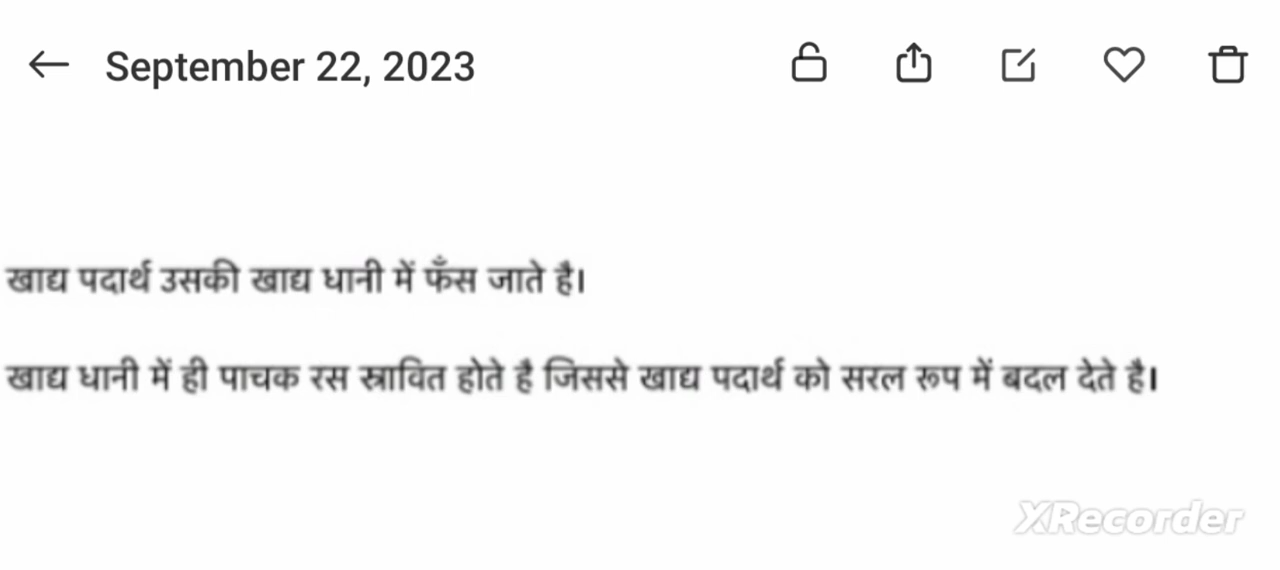 September 22, 2023
खाद्य पदार्थ उसकी खाद्य धानी में फँस जाते है।
खाद्य धानी में ही पाचक रस स्रावित होते है जिससे खाद्य पदार्थ को सरल रूप में बदल देते है।
XRecorder